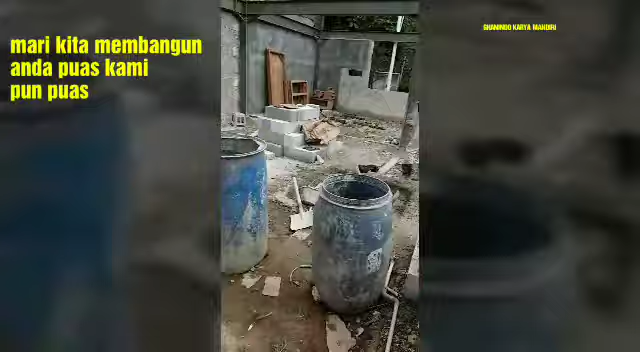 mari kita membangun
anda puas kami
pun puas
SHANINDO KARYA MANDIRI